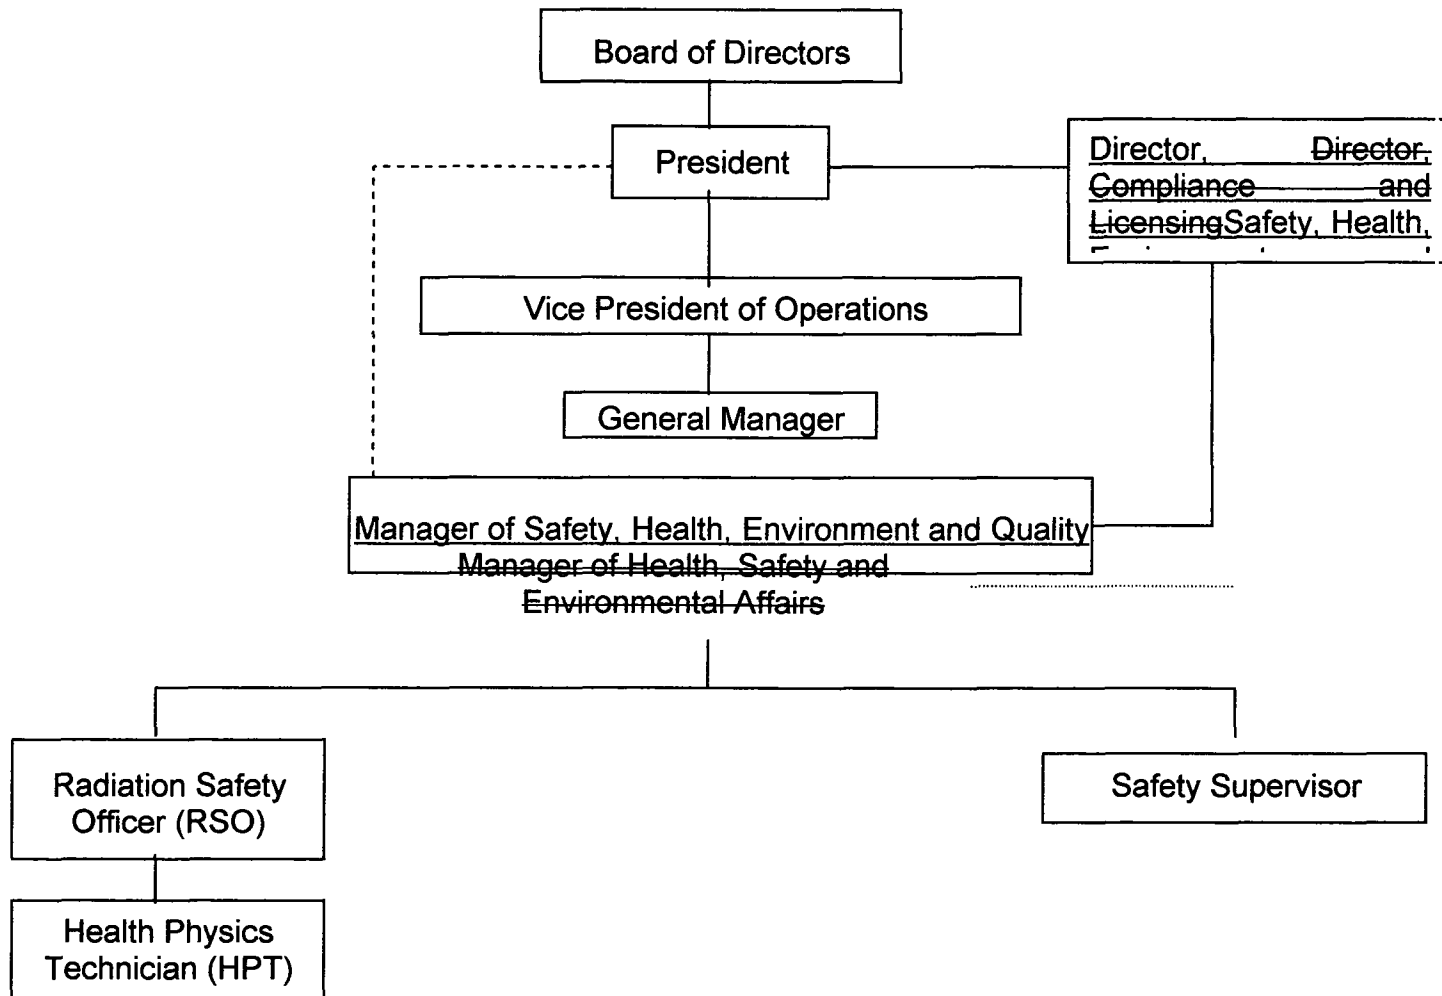 Board of Directors
President
Director, Director,
Compliance and
LicensingSafety, Health,
Vice President of Operations
General Manager
Manager of Safety, Health, Environment and Quality
Manager of Health, Safety and
Environmental Affairs
Radiation Safety
Officer (RSO)
Safety Supervisor
Health Physics
Technician (HPT)